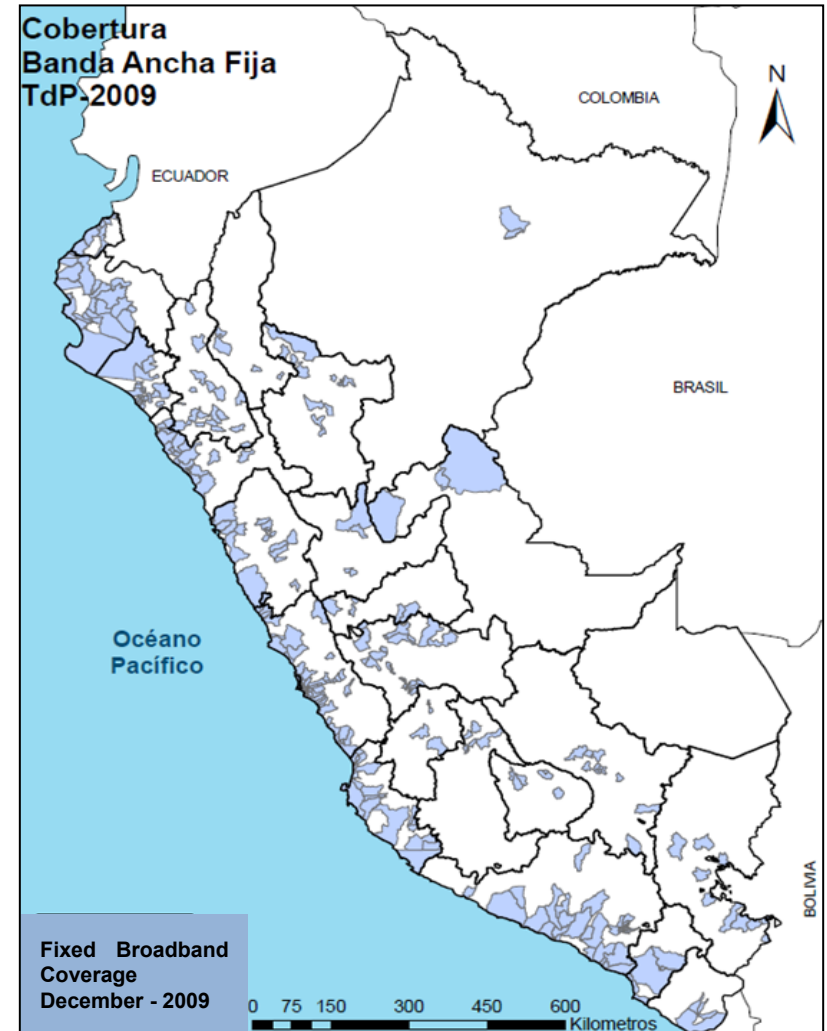 Cobertura
Banda Ancha Fija
TdP-2009
N
COLOMBIA
ECUADOR
BRASIL
Océano
Pacífico
BOLIVIA
Fixed Broadband
Coverage
December - 2009
0 75 150 300 450 600
Kilometros